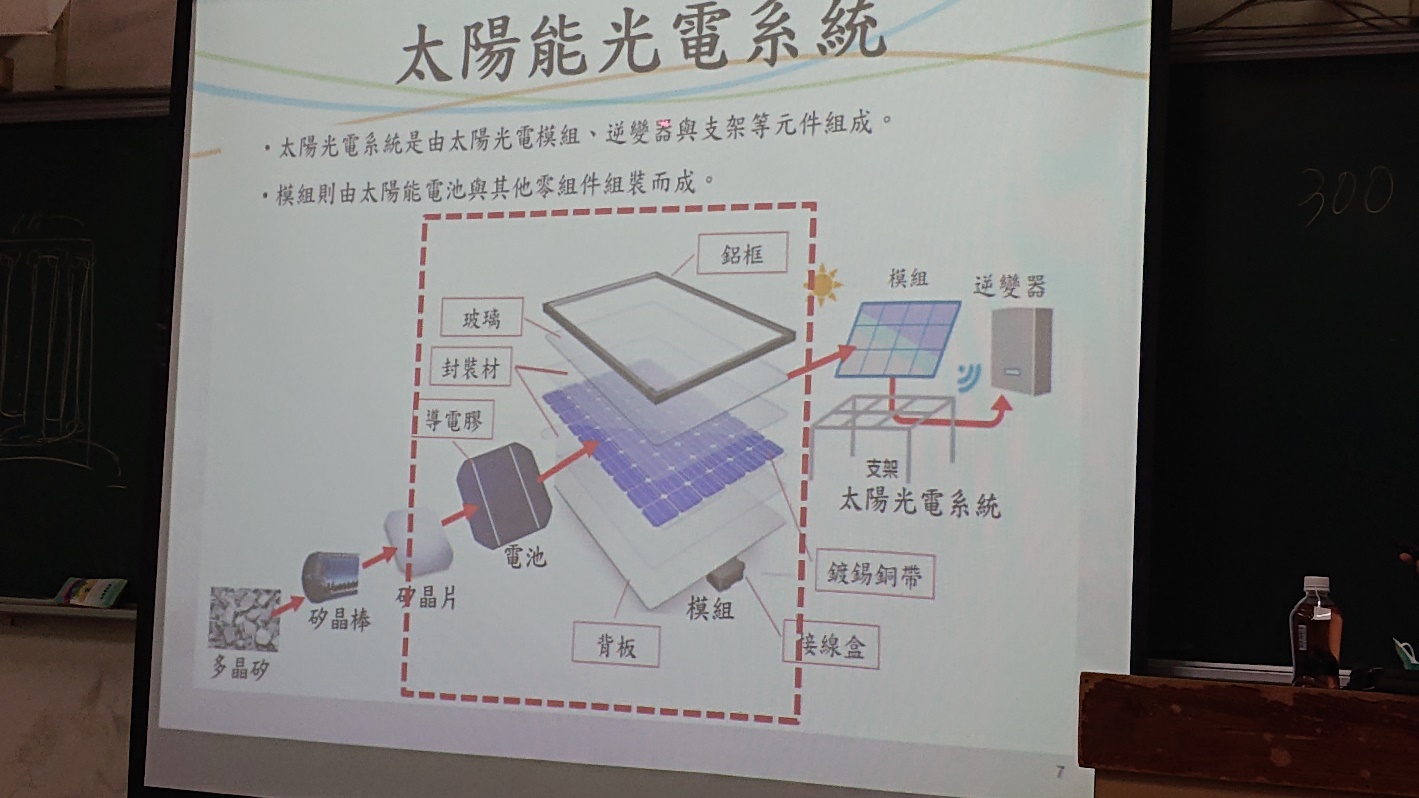 太陽能光電系統
・太陽光電系統是由太陽光電模組、逆變器與支架等元件組成。
・模組則由太陽能電池與其他零組件組裝而成。
鋁框
玻璃
封裝材
導電膠
電池
矽晶片
矽晶棒
多晶矽
背板
模組
接線盒
鍍錫銅帶
模組
逆變器
支架
太陽光電系統
7
300